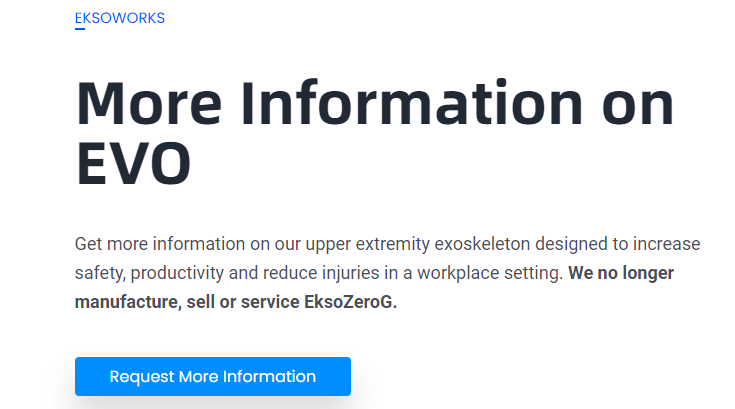 EKSOWORKS
More Information on
EVO
Get more information on our upper extremity exoskeleton designed to increase
safety, productivity and reduce injuries in a workplace setting. We no longer
manufacture, sell or service EksoZeroG.
Request More Information